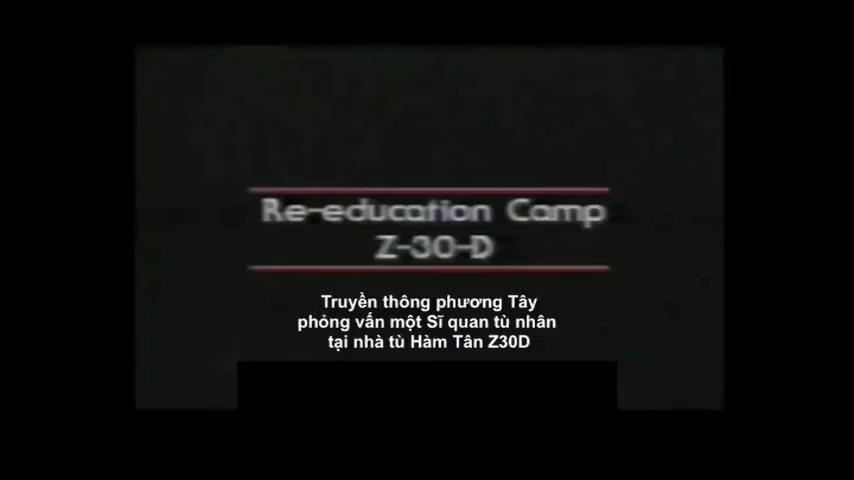 Re-education Camp
Z-30-D
Truyền thông phương Tây
phỏng vấn một Sĩ quan tù nhân
tại nhà tù Hàm Tân Z30D